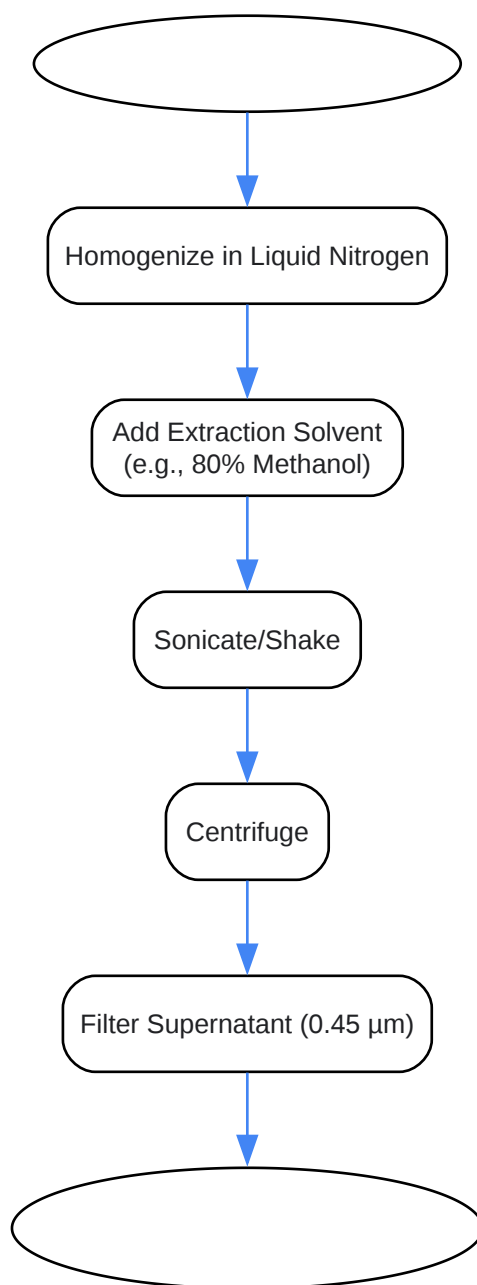 Homogenize in Liquid Nitrogen
Add Extraction Solvent
(e.g., 80% Methanol)
Sonicate/Shake
Centrifuge
Filter Supernatant (0.45 µm)